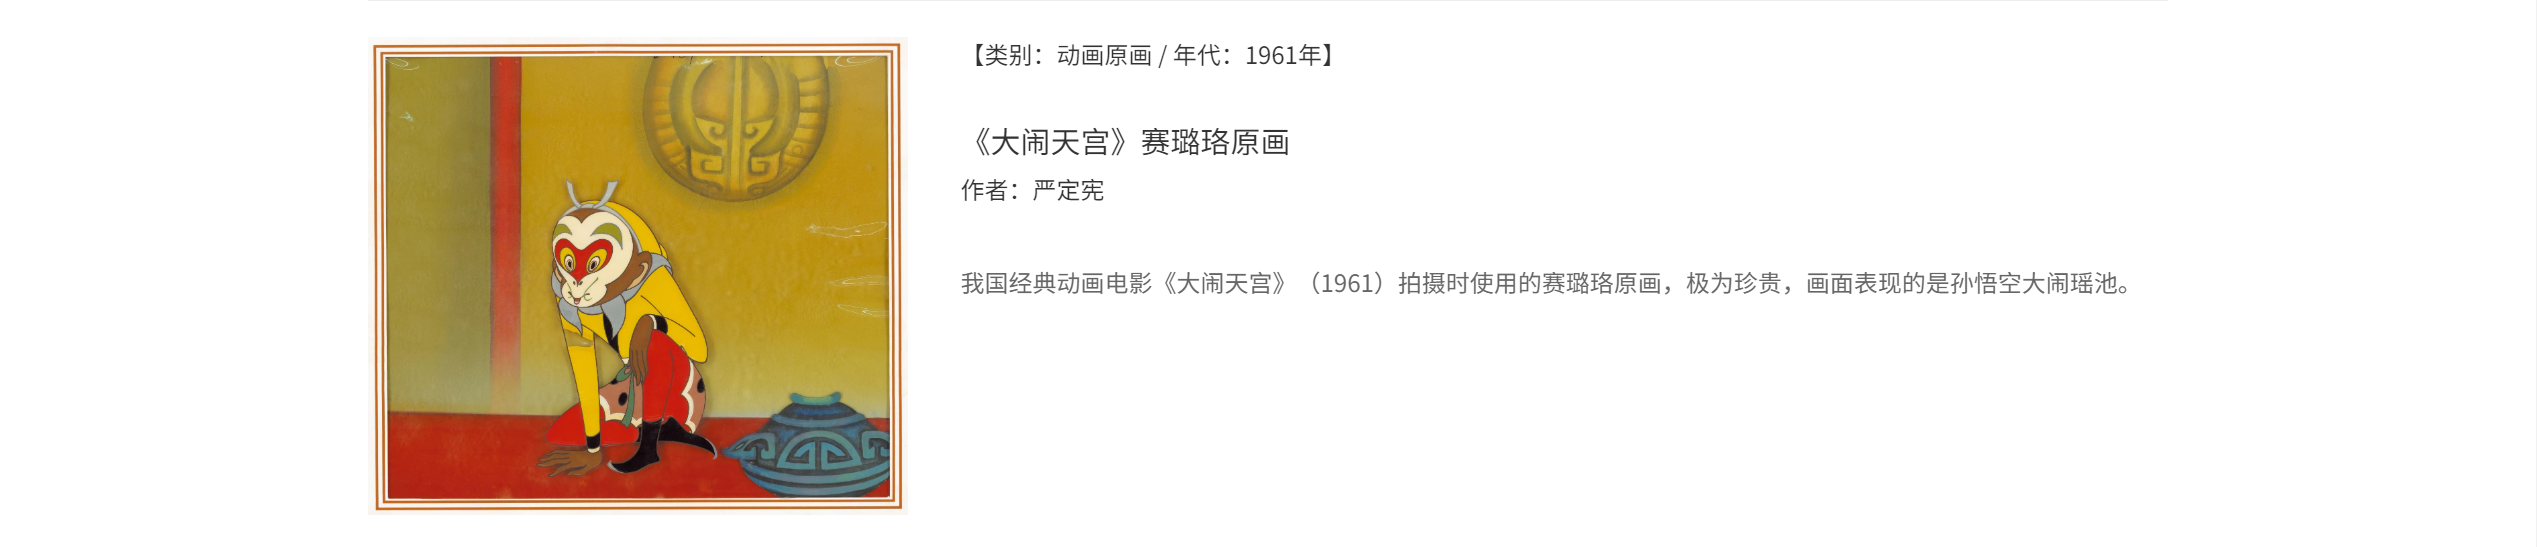 【类别：动画原画 / 年代：1961年】
《大闹天宫》赛璐珞原画
作者：严定宪
我国经典动画电影《大闹天宫》（1961）拍摄时使用的赛璐珞原画，极为珍贵，画面表现的是孙悟空大闹瑶池。